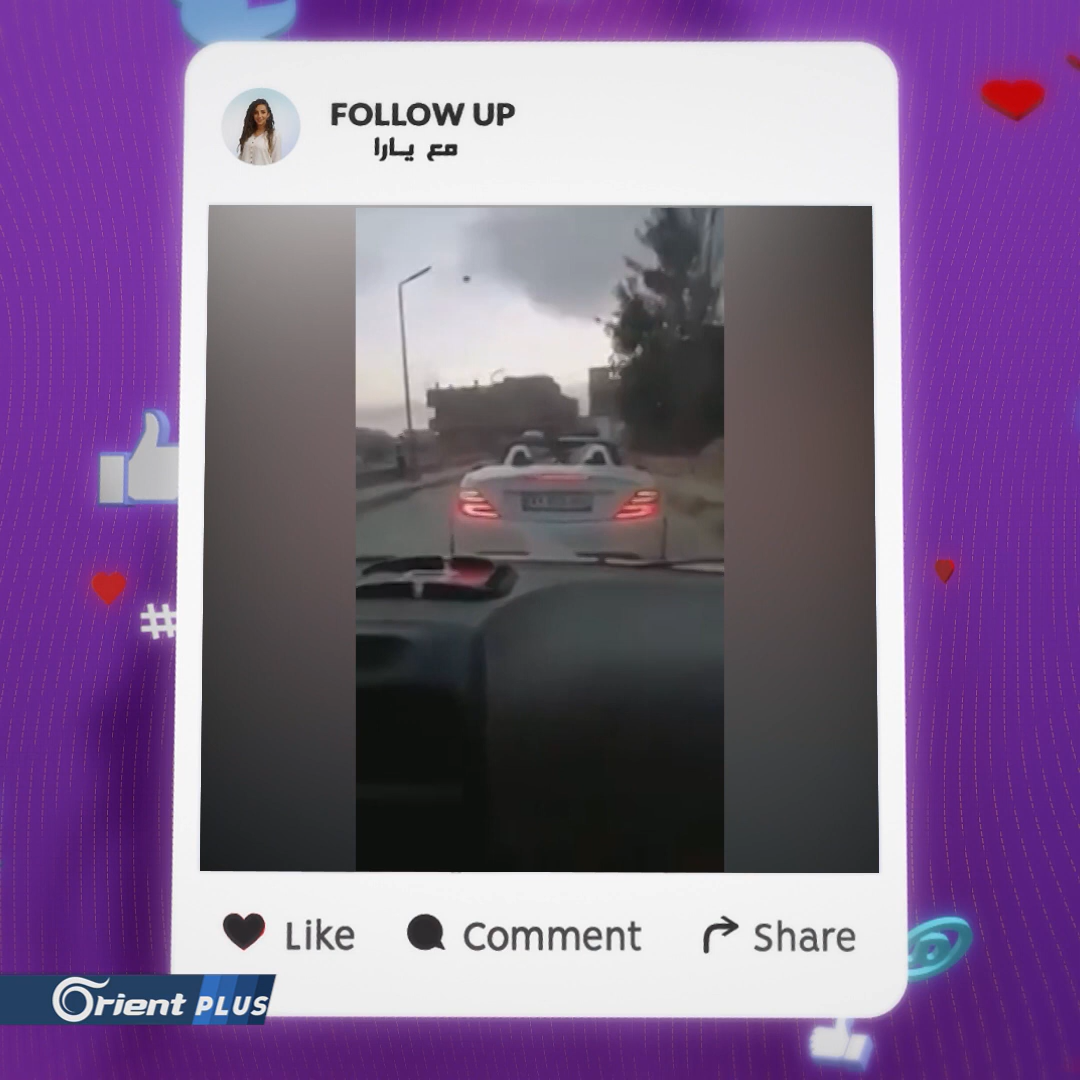 FOLLOW UP
مع يارا
Like
Comment
Share
#
Orient PLUS